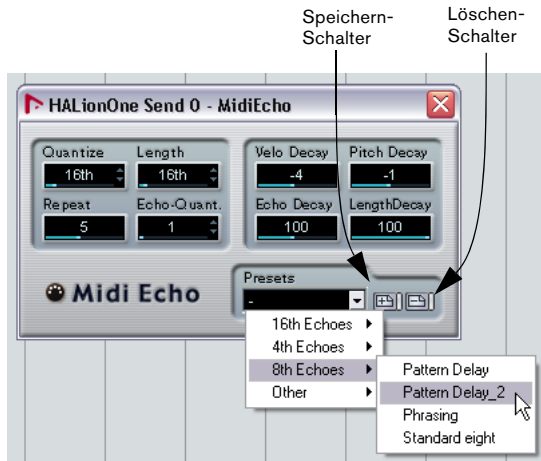 Speichern-
Schalter
Löschen-
Schalter
HALionOne Send 0 - MidiEcho
Quantize Length Velo Decay Pitch Decay
16th 16th -4 -1
Repeat Echo-Quant. Echo Decay LengthDecay
5 1 100 100
Midi Echo
Presets
-
16th Echoes
4th Echoes
8th Echoes
Other
Pattern Delay
Pattern Delay_2
Phrasing
Standard eight